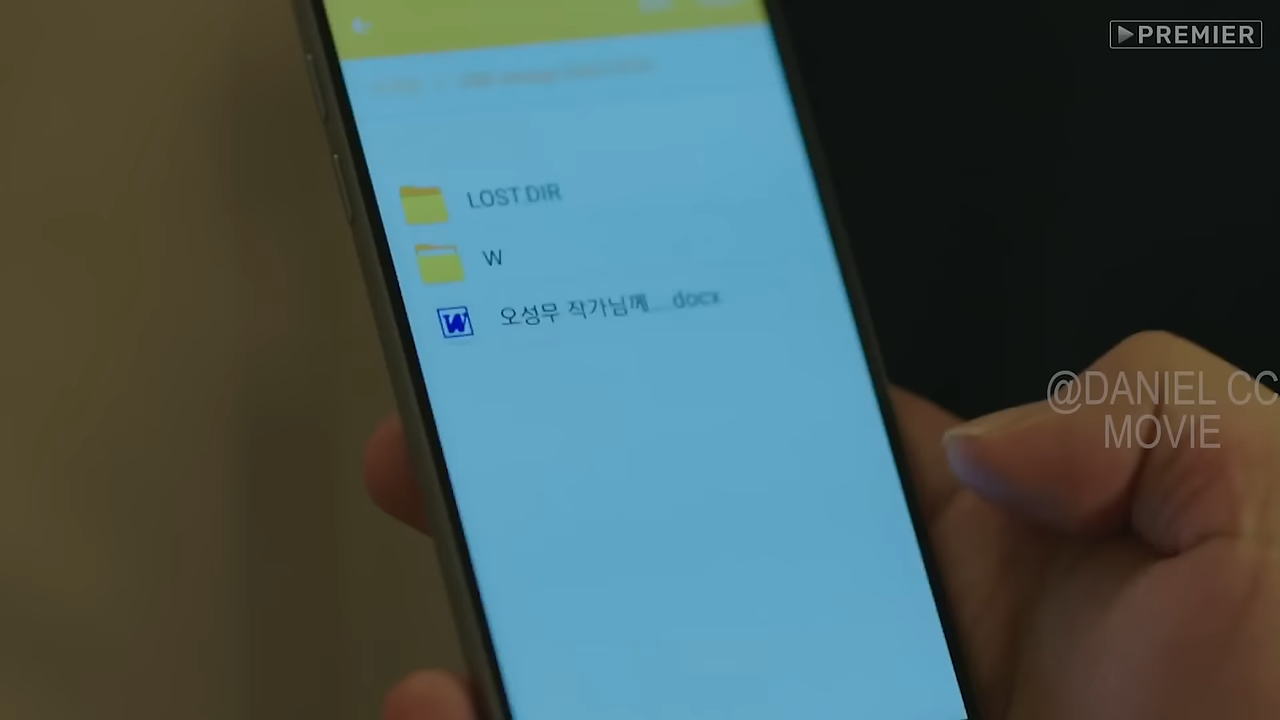 PREMIER
LOST.DIR
W
오성무 작가님께....docx
@DANIEL CC
MOVIE